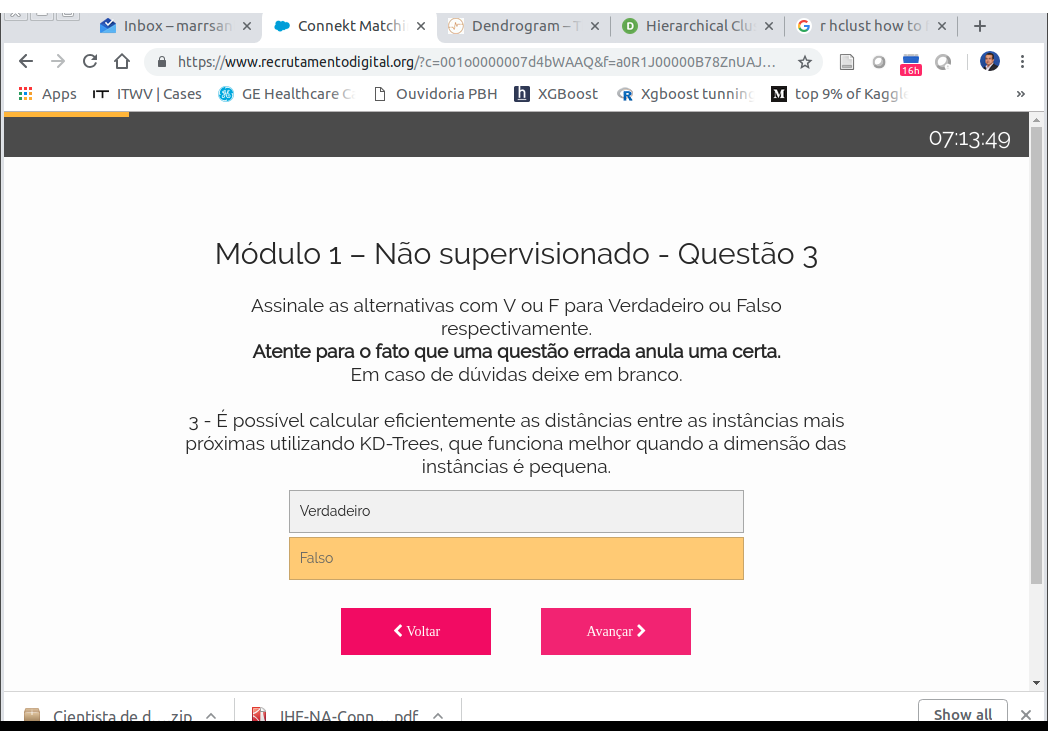 Inbox – marrsan
Connekt Matchi
Dendrogram – T
Hierarchical Clu
r hclust how to
https://www.recrutamentodigital.org/?c=001o0000007d4bWAAQ&f=a0R1J00000B78ZnUAJ...
16h
Apps
ITWV | Cases
GE Healthcare C
Ouvidoria PBH
XGBoost
Xgboost tunning
top 9% of Kaggl
»
07:13:49
Módulo 1 – Não supervisionado - Questão 3
Assinale as alternativas com V ou F para Verdadeiro ou Falso
respectivamente.
Atente para o fato que uma questão errada anula uma certa.
Em caso de dúvidas deixe em branco.
3 - É possível calcular eficientemente as distâncias entre as instâncias mais
próximas utilizando KD-Trees, que funciona melhor quando a dimensão das
instâncias é pequena.
Verdadeiro
Falso
Voltar
Avançar
Cientista de d....zip
IHF-NA-Conn....pdf
Show all